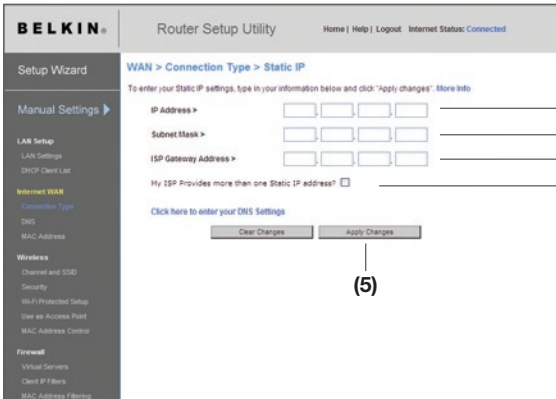 BELKIN®
Router Setup Utility
Home | Help | Logout Internet Status: Connected
Setup Wizard
Manual Settings
LAN Setup
LAN Settings
DHCP Client List
Internet WAN
Connection Type
DNS
MAC Address
Wireless
Channel and SSID
Security
Wi-Fi Protected Setup
Use as Access Point
MAC Address Control
Firewall
Virtual Servers
Client IP Filters
MAC Address Filtering
WAN > Connection Type > Static IP
To enter your Static IP settings, type in your information below and click "Apply changes". More Info
IP Address >
Subnet Mask >
ISP Gateway Address >
My ISP Provides more than one Static IP address?
Click here to enter your DNS Settings
Clear Changes
Apply Changes
(5)